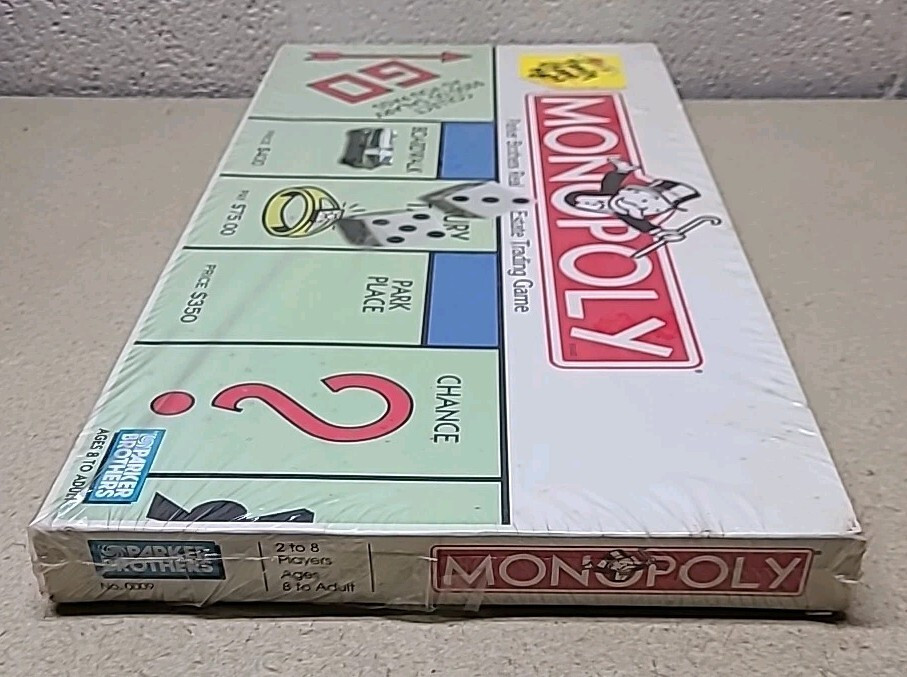 MONOPOLY
Parker Brothers Real Estate Trading Game
GO
BOARDWALK
PRICE $400
PAY $75.00
PARK
PLACE
PRICE $350
CHANCE
PARKER
BROTHERS
AGES 8 TO ADULT
PARKER
BROTHERS
No. 0009
2 to 8
Players
Ages
8 to Adult
MONOPOLY